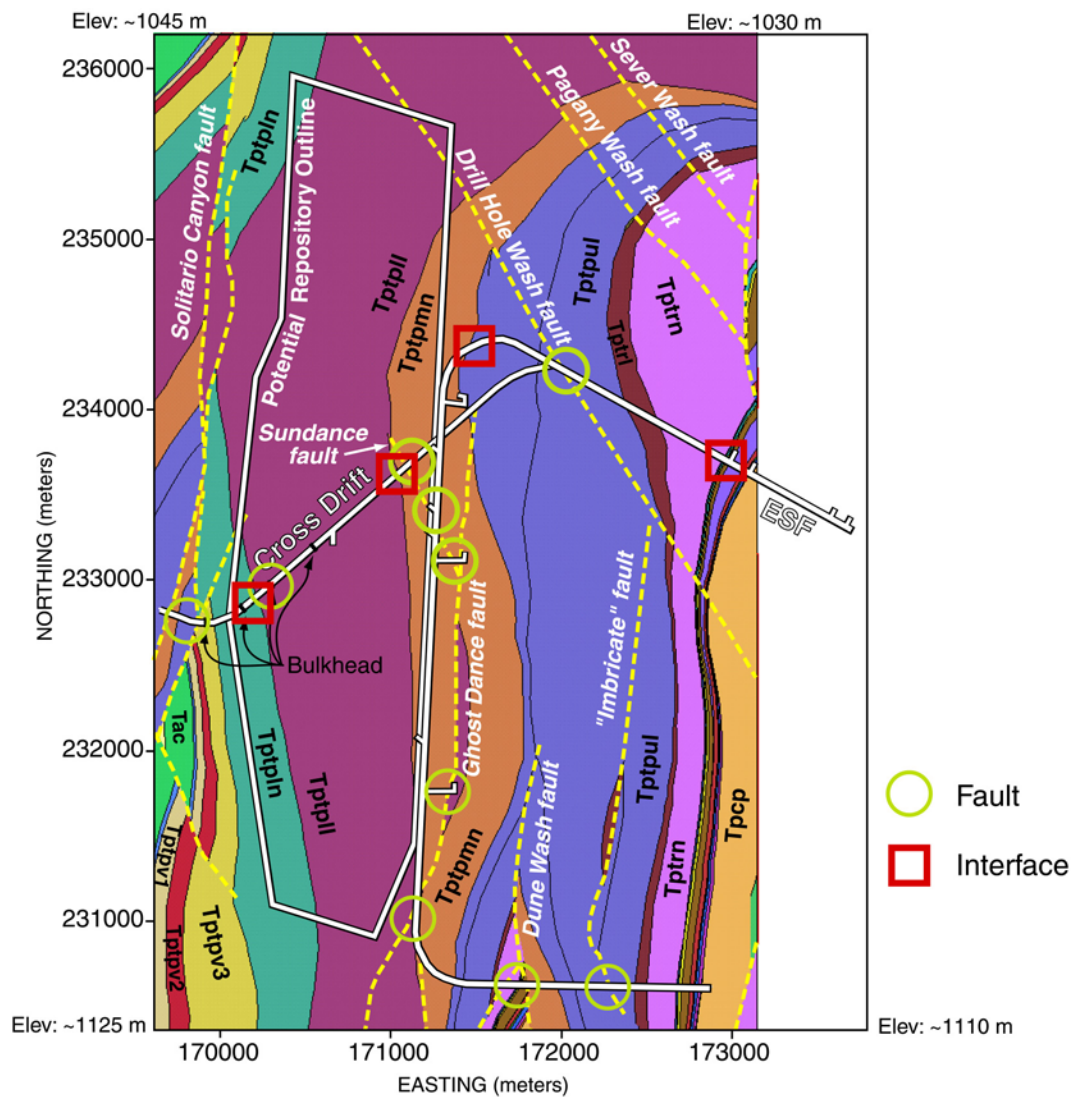 Elev: ~1045 m
Elev: ~1030 m
236000
235000
234000
233000
232000
231000
NORTHING (meters)
Solitario Canyon fault
Tptpln
Potential Repository Outline
Sever Wash fault
Pagany Wash fault
Drill Hole Wash fault
Tptpll
Tptpmn
Tptpul
Tptrl
Tptrn
Sundance
fault
Cross Drift
ESF
Bulkhead
Ghost Dance fault
"Imbricate" fault
Tac
Tptpln
Tptpll
Tptpul
Dune Wash fault
Tptpmn
Tptrn
Tpcp
Tptpv1
Tptpv2
Tptpv3
Fault
Interface
Elev: ~1125 m
Elev: ~1110 m
170000
171000
172000
173000
EASTING (meters)